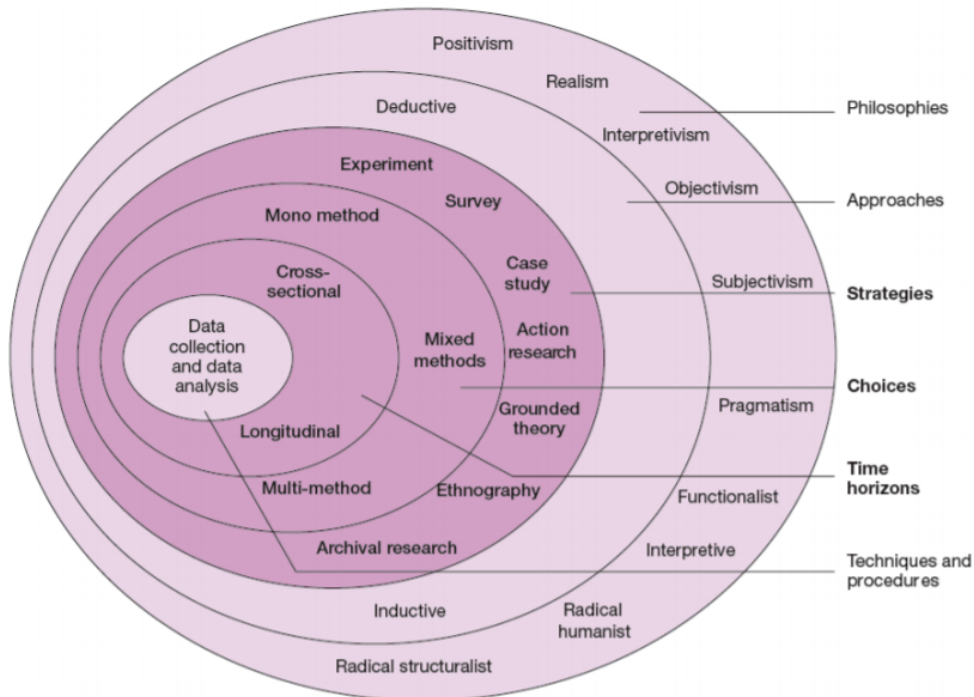 Positivism
Realism
Deductive
Philosophies
Interpretivism
Experiment
Objectivism
Survey
Approaches
Mono method
Case
study
Cross-
sectional
Subjectivism
Strategies
Data
collection
and data
analysis
Mixed
methods
Action
research
Choices
Pragmatism
Grounded
theory
Longitudinal
Time
horizons
Multi-method
Ethnography
Functionalist
Archival research
Interpretive
Techniques and
procedures
Inductive
Radical
humanist
Radical structuralist